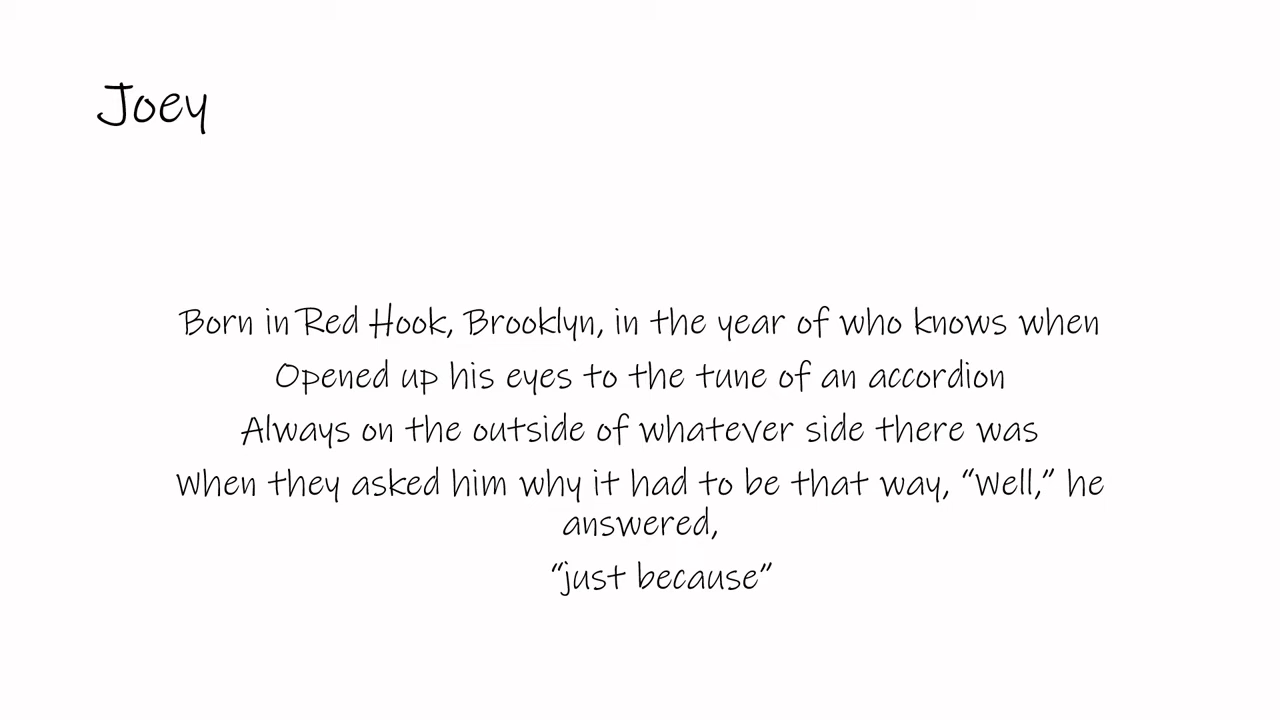 Joey
Born in Red Hook, Brooklyn, in the year of who knows when
Opened up his eyes to the tune of an accordion
Always on the outside of whatever side there was
When they asked him why it had to be that way, “Well,” he
answered,
“just because”